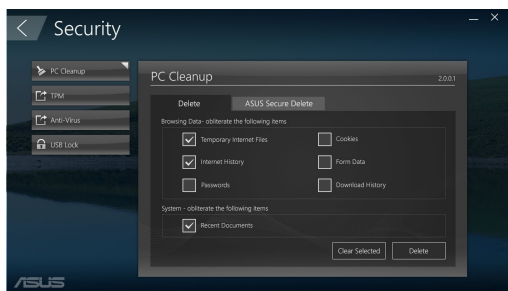 Security
PC Cleanup
TPM
Anti-Virus
USB Lock
PC Cleanup
2.0.0.1
Delete
ASUS Secure Delete
Browsing Data- obliterate the following items
Temporary Internet Files
Cookies
Internet History
Form Data
Passwords
Download History
System - obliterate the following items
Recent Documents
Clear Selected
Delete
ASUS